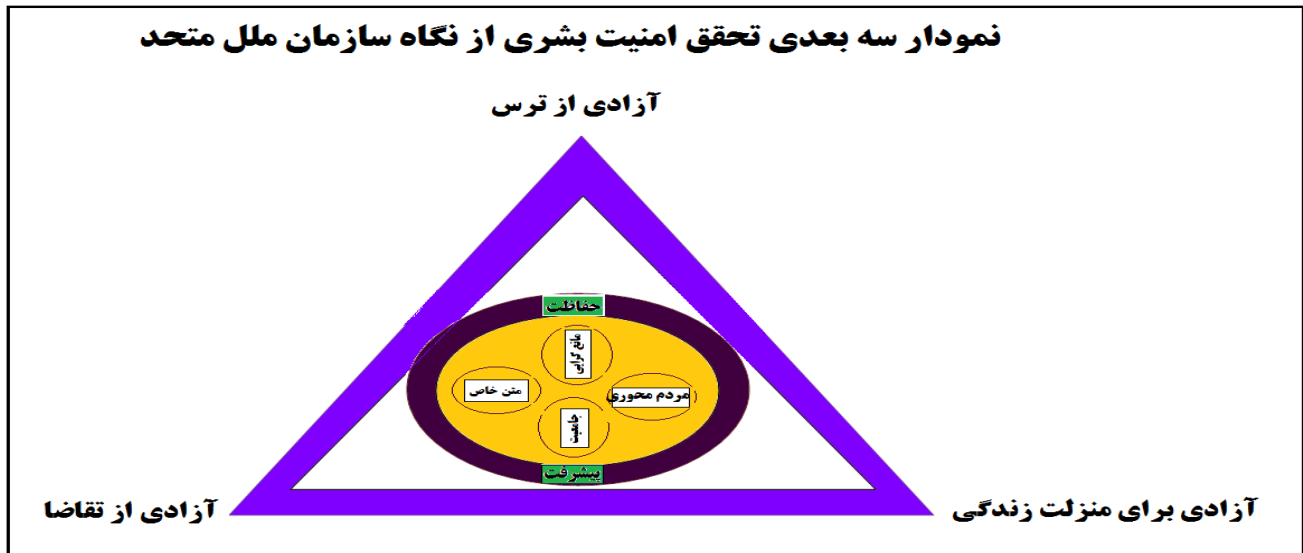 نمودار سه بعدی تحقق امنیت بشری از نگاه سازمان ملل متحد
آزادی از ترس
حفاظت
مانع گرایی
متن خاص
مردم محوری
جامعیت
پیشرفت
آزادی برای منزلت زندگی
آزادی از تقاضا